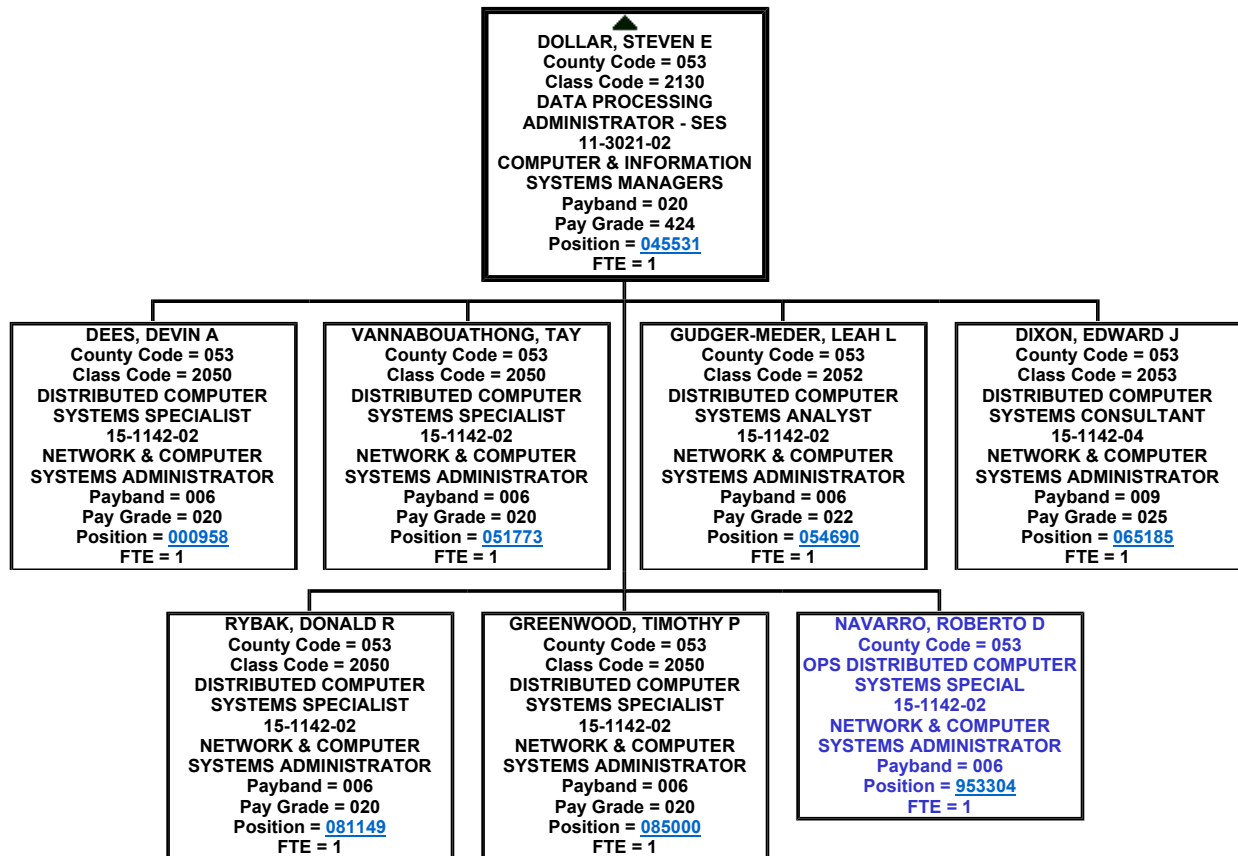 DOLLAR, STEVEN E
County Code = 053
Class Code = 2130
DATA PROCESSING
ADMINISTRATOR - SES
11-3021-02
COMPUTER & INFORMATION
SYSTEMS MANAGERS
Payband = 020
Pay Grade = 424
Position = 045531
FTE = 1
DEES, DEVIN A
County Code = 053
Class Code = 2050
DISTRIBUTED COMPUTER
SYSTEMS SPECIALIST
15-1142-02
NETWORK & COMPUTER
SYSTEMS ADMINISTRATOR
Payband = 006
Pay Grade = 020
Position = 000958
FTE = 1
VANNABOUATHONG, TAY
County Code = 053
Class Code = 2050
DISTRIBUTED COMPUTER
SYSTEMS SPECIALIST
15-1142-02
NETWORK & COMPUTER
SYSTEMS ADMINISTRATOR
Payband = 006
Pay Grade = 020
Position = 051773
FTE = 1
GUDGER-MEDER, LEAH L
County Code = 053
Class Code = 2052
DISTRIBUTED COMPUTER
SYSTEMS ANALYST
15-1142-02
NETWORK & COMPUTER
SYSTEMS ADMINISTRATOR
Payband = 006
Pay Grade = 022
Position = 054690
FTE = 1
DIXON, EDWARD J
County Code = 053
Class Code = 2053
DISTRIBUTED COMPUTER
SYSTEMS CONSULTANT
15-1142-04
NETWORK & COMPUTER
SYSTEMS ADMINISTRATOR
Payband = 009
Pay Grade = 025
Position = 065185
FTE = 1
RYBAK, DONALD R
County Code = 053
Class Code = 2050
DISTRIBUTED COMPUTER
SYSTEMS SPECIALIST
15-1142-02
NETWORK & COMPUTER
SYSTEMS ADMINISTRATOR
Payband = 006
Pay Grade = 020
Position = 081149
FTE = 1
GREENWOOD, TIMOTHY P
County Code = 053
Class Code = 2050
DISTRIBUTED COMPUTER
SYSTEMS SPECIALIST
15-1142-02
NETWORK & COMPUTER
SYSTEMS ADMINISTRATOR
Payband = 006
Pay Grade = 020
Position = 085000
FTE = 1
NAVARRO, ROBERTO D
County Code = 053
OPS DISTRIBUTED COMPUTER
SYSTEMS SPECIAL
15-1142-02
NETWORK & COMPUTER
SYSTEMS ADMINISTRATOR
Payband = 006
Position = 953304
FTE = 1